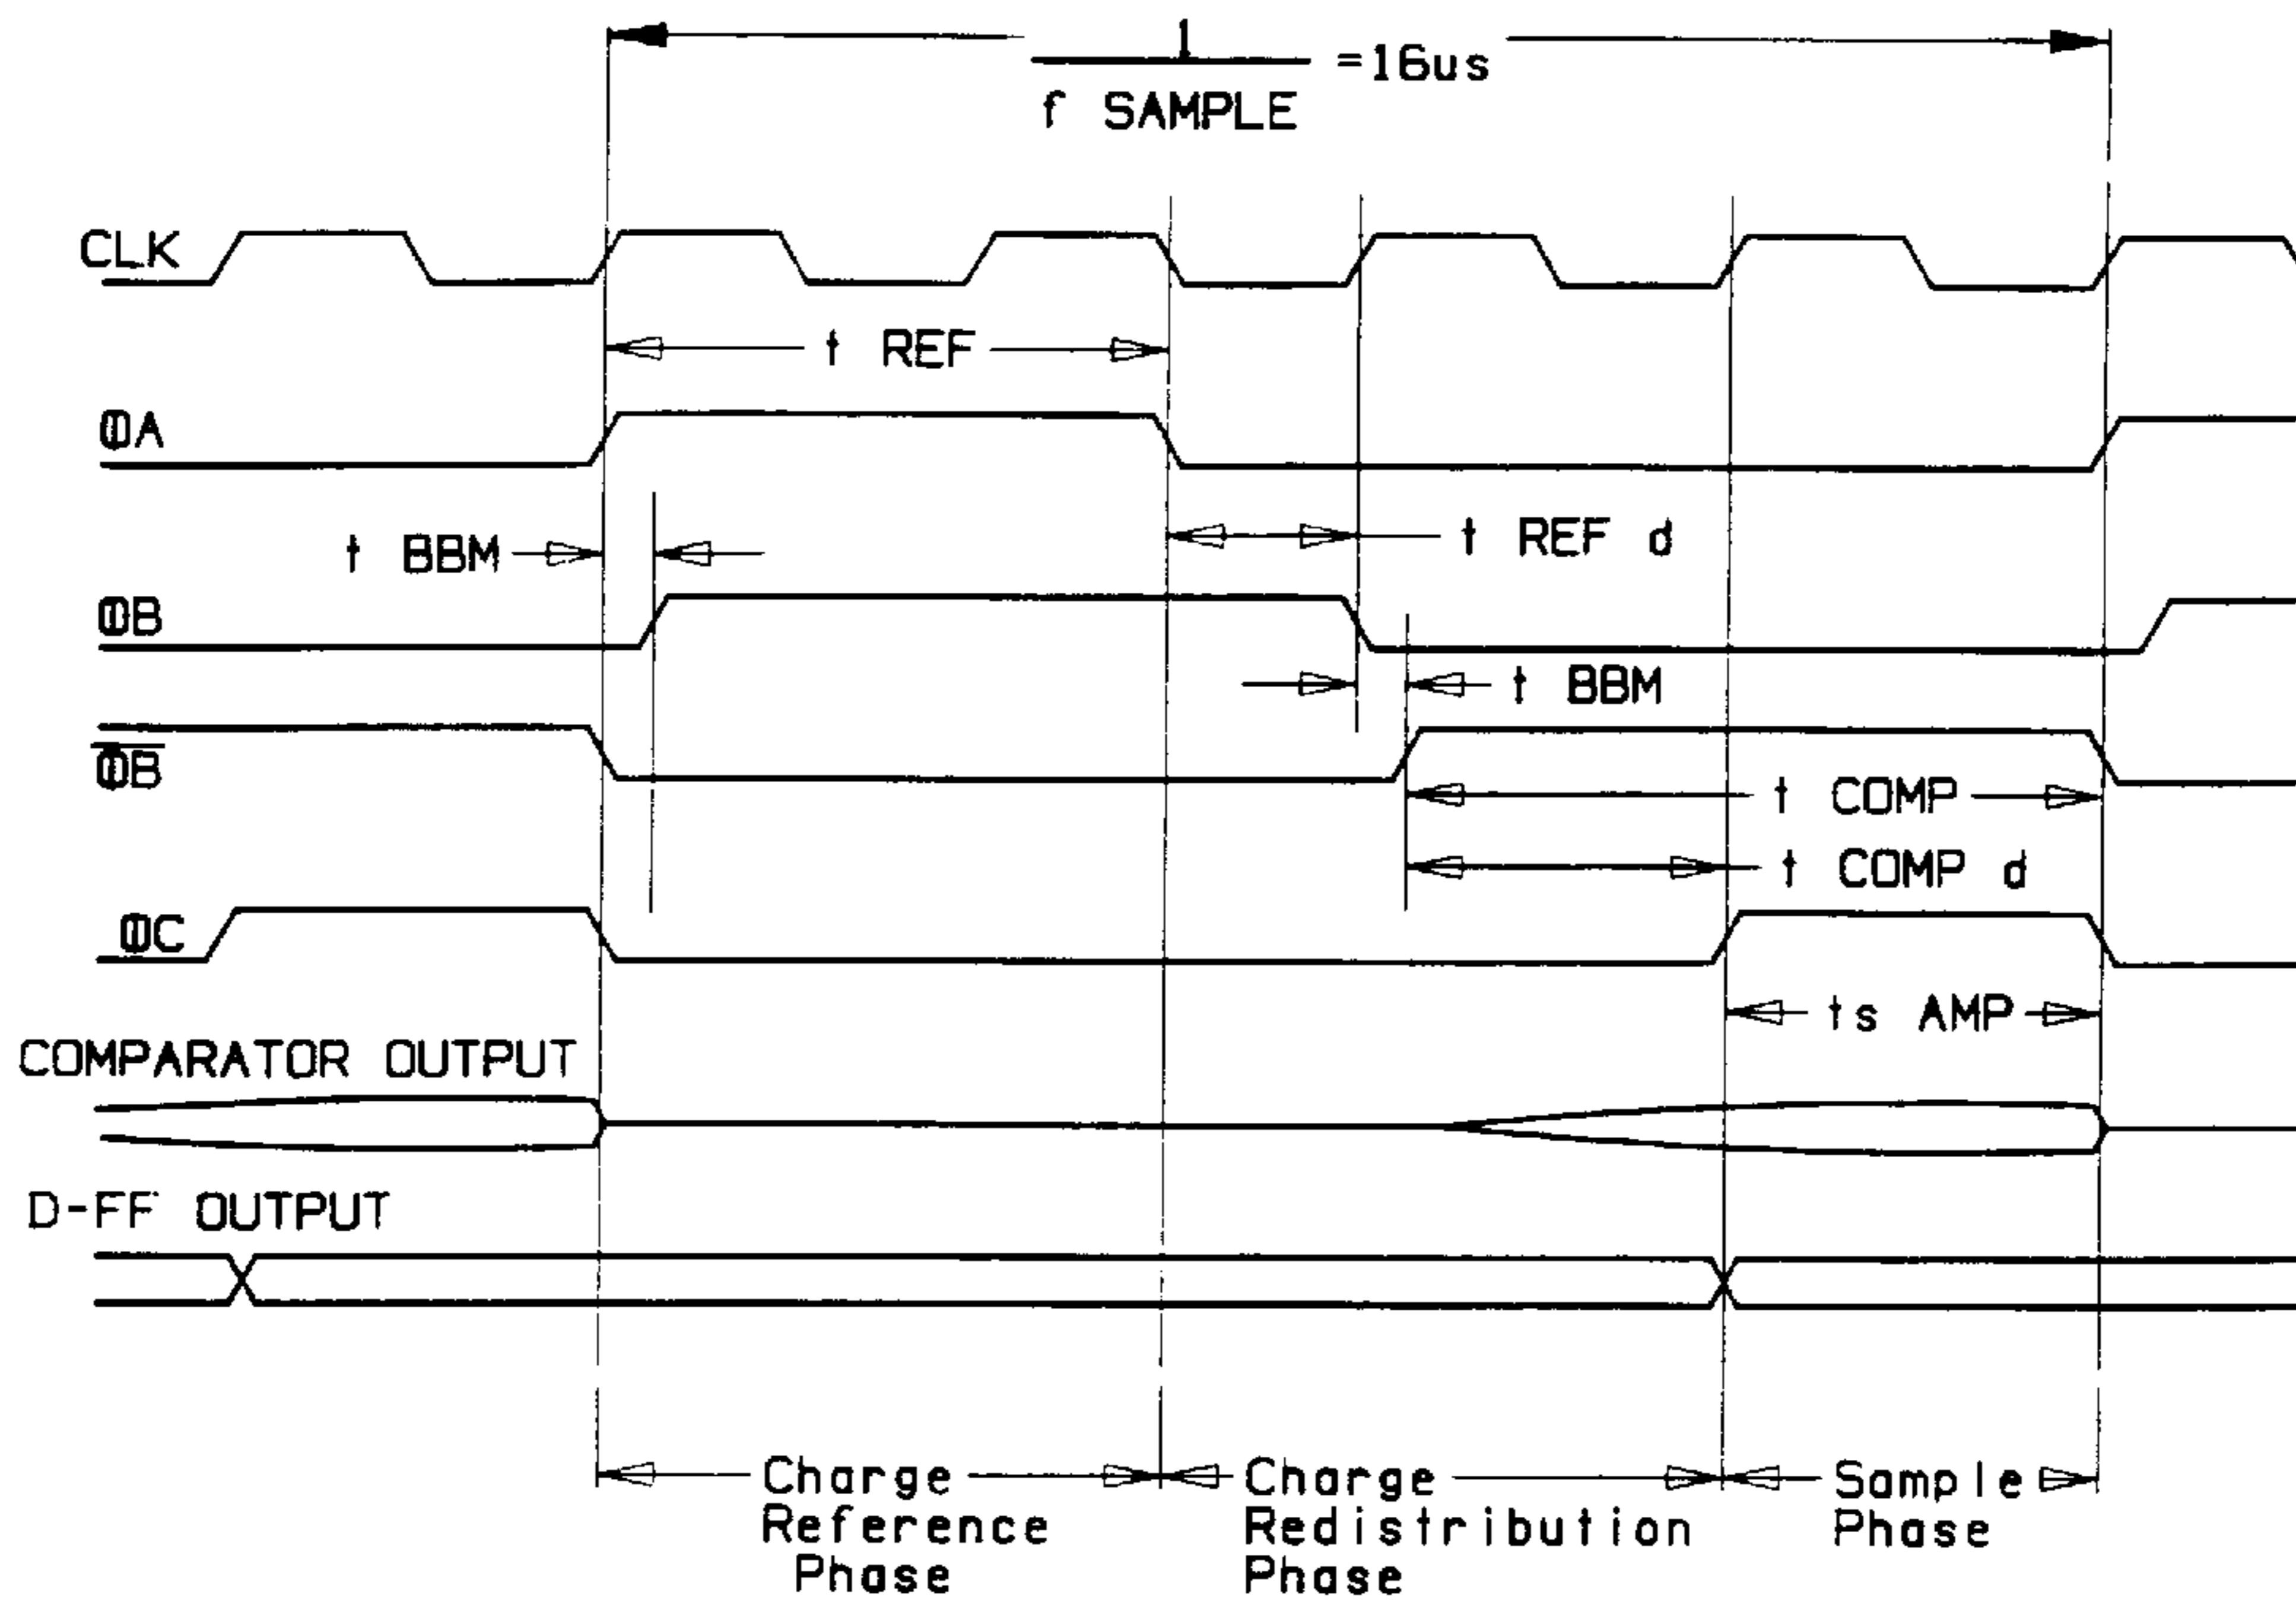 1
f SAMPLE
=16us
CLK
t REF
ΦA
t BBM
t REF d
ΦB
t BBM
Φ̅B̅
t COMP
t COMP d
ΦC
ts AMP
COMPARATOR OUTPUT
D-FF OUTPUT
Charge
Reference
Phase
Charge
Redistribution
Phase
Sample
Phase